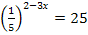 (1/5)^{2−3x} = 25